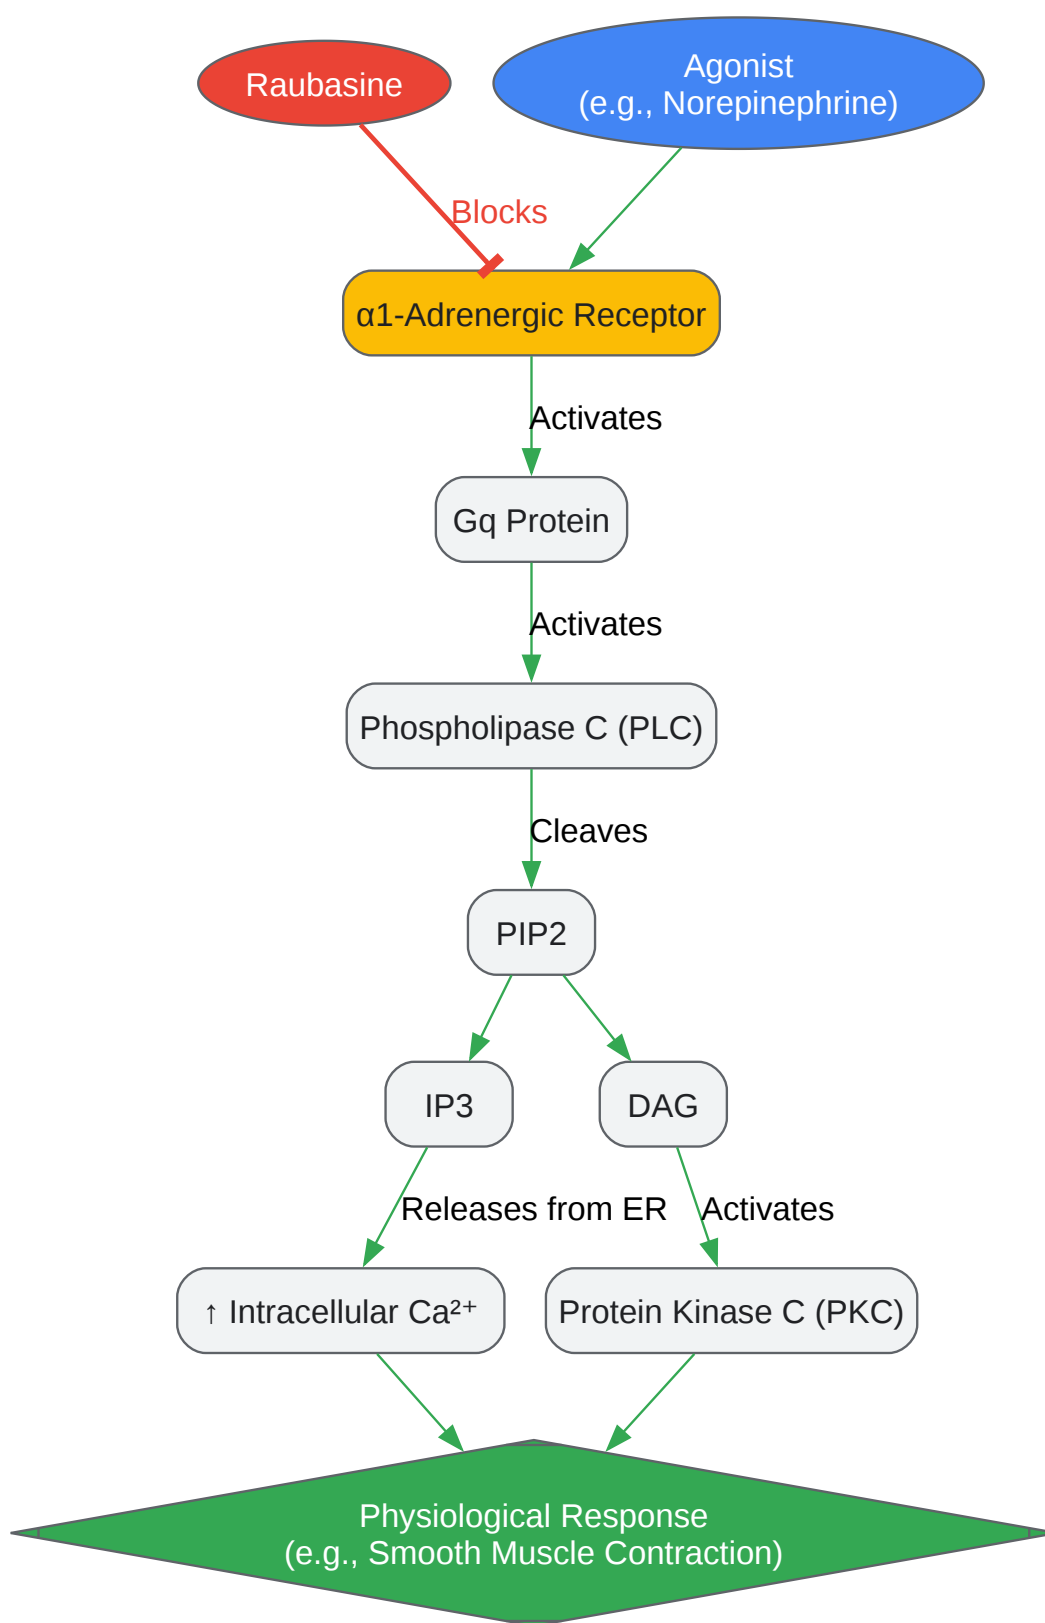 Raubasine
Agonist
(e.g., Norepinephrine)
Blocks
α1-Adrenergic Receptor
Activates
Gq Protein
Activates
Phospholipase C (PLC)
Cleaves
PIP2
IP3
DAG
Releases from ER
Activates
↑ Intracellular Ca²⁺
Protein Kinase C (PKC)
Physiological Response
(e.g., Smooth Muscle Contraction)